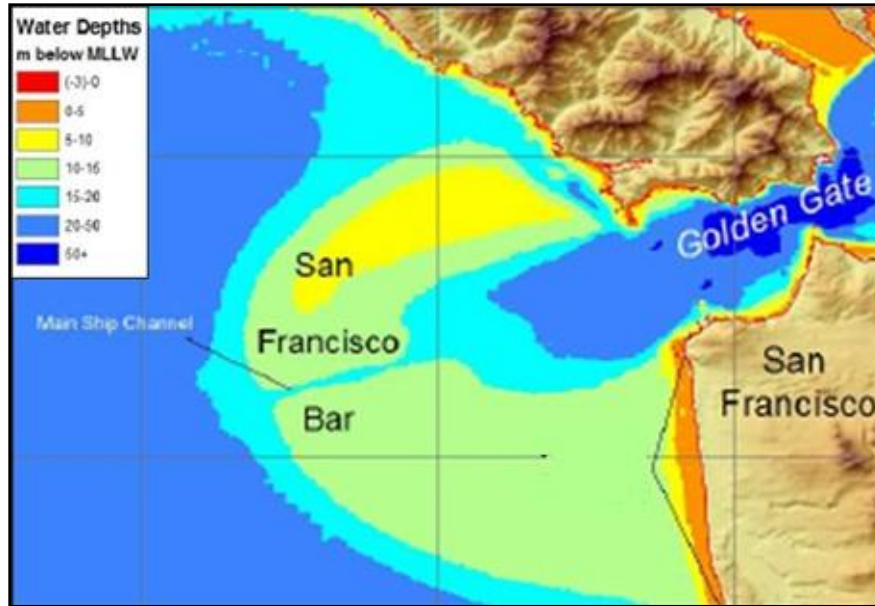 Water Depths
m below MLLW
(-3)-0
0-5
5-10
10-15
15-20
20-50
50+
Golden Gate
San
Main Ship Channel
Francisco
Bar
San
Francisco